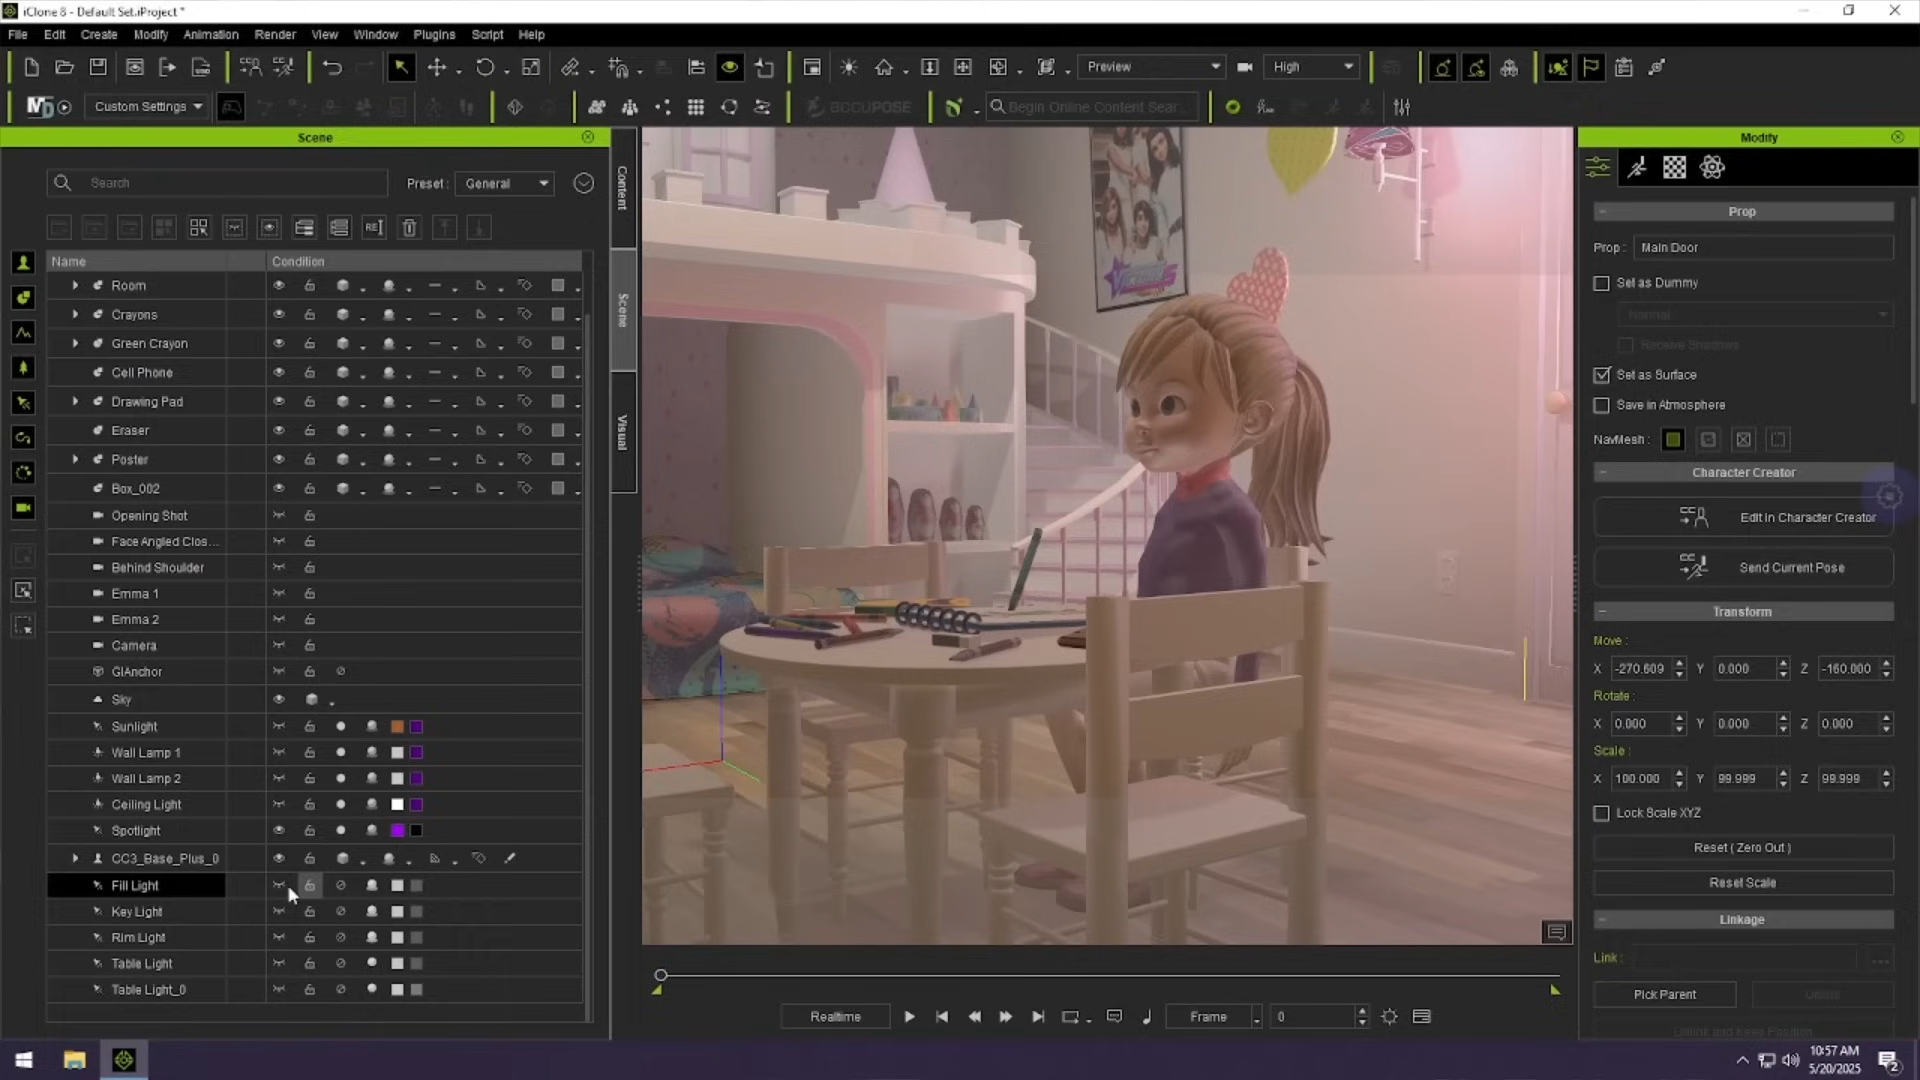 iClone 8 - Default Set.iProject *
File Edit Create Modify Animation Render View Window Plugins Script Help
Preview High
MD Custom Settings BCCUPOSE Begin Online Content Sear...
Scene
Search Preset : General
RE
Name Condition
Room
Crayons
Green Crayon
Cell Phone
Drawing Pad
Eraser
Poster
Box_002
Opening Shot
Face Angled Clos...
Behind Shoulder
Emma 1
Emma 2
Camera
GIAnchor
Sky
Sunlight
Wall Lamp 1
Wall Lamp 2
Ceiling Light
Spotlight
CC3_Base_Plus_0
Fill Light
Key Light
Rim Light
Table Light
Table Light_0
Content
Scene
Visual
Realtime Frame 0
Modify
Prop
Prop : Main Door
Set as Dummy
Normal
Receive Shadows
Set as Surface
Save in Atmosphere
NavMesh :
Character Creator
Edit in Character Creator
Send Current Pose
Transform
Move :
X -270.609 Y 0.000 Z -160.000
Rotate :
X 0.000 Y 0.000 Z 0.000
Scale :
X 100.000 Y 99.999 Z 99.999
Lock Scale XYZ
Reset ( Zero Out )
Reset Scale
Linkage
Link :
Pick Parent
10:57 AM
5/20/2025
2